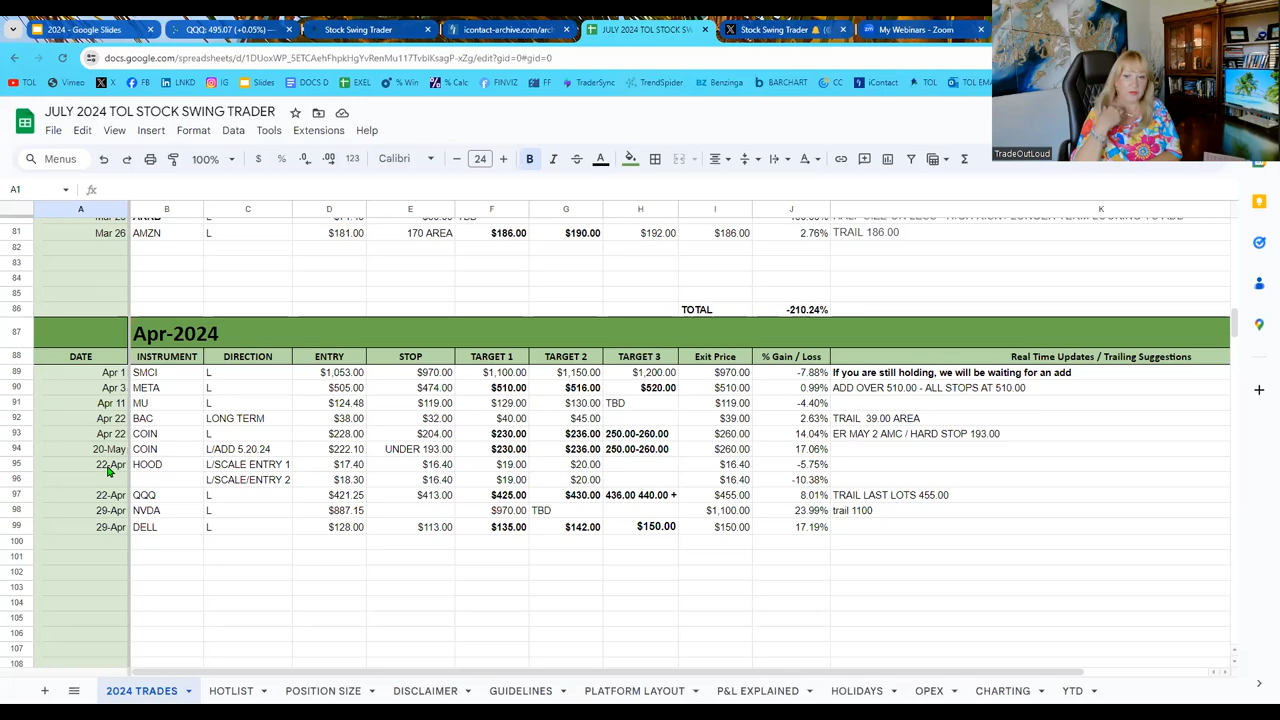 2024 - Google Slides
QQQ: 495.07 (+0.05%)
Stock Swing Trader
icontact-archive.com/arch
JULY 2024 TOL STOCK SW
Stock Swing Trader
My Webinars - Zoom
docs.google.com/spreadsheets/d/1DUoxWP_5ETCAehFhpkHgYvRenMu117TvbIKsagP-xZg/edit?gid=0#gid=0
TOL Vimeo X FB LNKD IG Slides DOCS D EXEL % Win % Calc FINVIZ TraderSync TrendSpider Benzinga BARCHART CC iContact TOL
JULY 2024 TOL STOCK SWING TRADER
File Edit View Insert Format Data Tools Extensions Help
Menus 100% $ % .0 .00 123 Calibri 24 B I A
TradeOutLoud
A1 fx
A B C D E F G H I J K
81 Mar 26 AMZN L $181.00 170 AREA $186.00 $190.00 $192.00 $186.00 2.76% TRAIL 186.00
82
83
84
85
86 TOTAL -210.24%
87 Apr-2024
88 DATE INSTRUMENT DIRECTION ENTRY STOP TARGET 1 TARGET 2 TARGET 3 Exit Price % Gain / Loss Real Time Updates / Trailing Suggestions
89 Apr 1 SMCI L $1,053.00 $970.00 $1,100.00 $1,150.00 $1,200.00 $970.00 -7.88% If you are still holding, we will be waiting for an add
90 Apr 3 META L $505.00 $474.00 $510.00 $516.00 $520.00 $510.00 0.99% ADD OVER 510.00 - ALL STOPS AT 510.00
91 Apr 11 MU L $124.48 $119.00 $129.00 $130.00 TBD $119.00 -4.40%
92 Apr 22 BAC LONG TERM $38.00 $32.00 $40.00 $45.00 $39.00 2.63% TRAIL 39.00 AREA
93 Apr 22 COIN L $228.00 $204.00 $230.00 $236.00 250.00-260.00 $260.00 14.04% ER MAY 2 AMC / HARD STOP 193.00
94 20-May COIN L/ADD 5.20.24 $222.10 UNDER 193.00 $230.00 $236.00 250.00-260.00 $260.00 17.06%
95 22-Apr HOOD L/SCALE ENTRY 1 $17.40 $16.40 $19.00 $20.00 $16.40 -5.75%
96 L/SCALE/ENTRY 2 $18.30 $16.40 $19.00 $20.00 $16.40 -10.38%
97 22-Apr QQQ L $421.25 $413.00 $425.00 $430.00 436.00 440.00 + $455.00 8.01% TRAIL LAST LOTS 455.00
98 29-Apr NVDA L $887.15 $970.00 TBD $1,100.00 23.99% trail 1100
99 29-Apr DELL L $128.00 $113.00 $135.00 $142.00 $150.00 $150.00 17.19%
100
101
102
103
104
105
106
107
108
2024 TRADES HOTLIST POSITION SIZE DISCLAIMER GUIDELINES PLATFORM LAYOUT P&L EXPLAINED HOLIDAYS OPEX CHARTING YTD